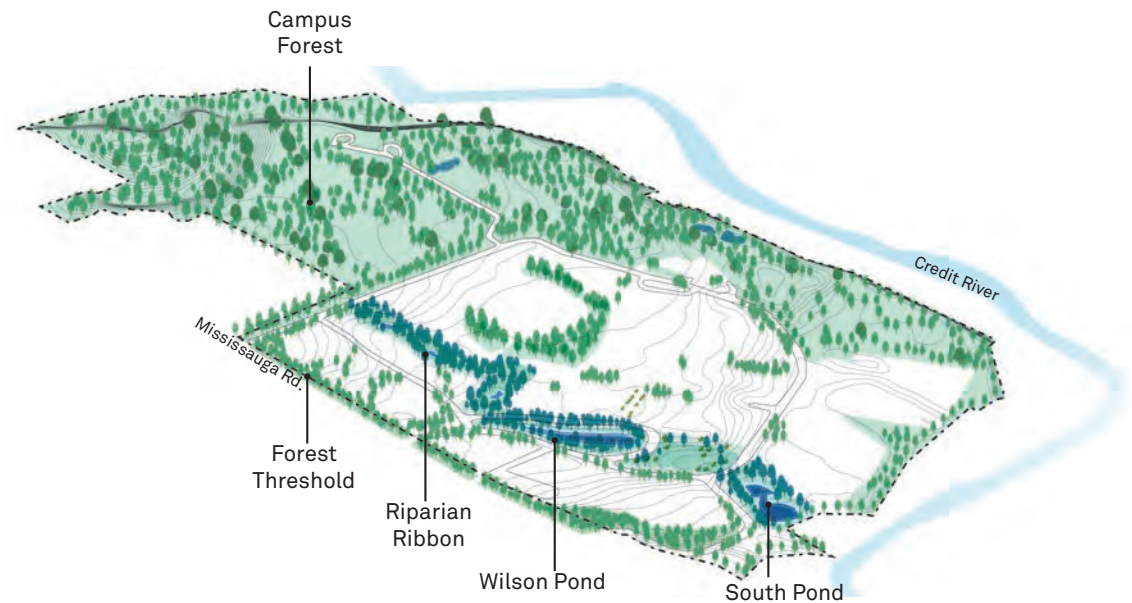 Campus
Forest
Credit River
Mississauga Rd.
Forest
Threshold
Riparian
Ribbon
Wilson Pond
South Pond